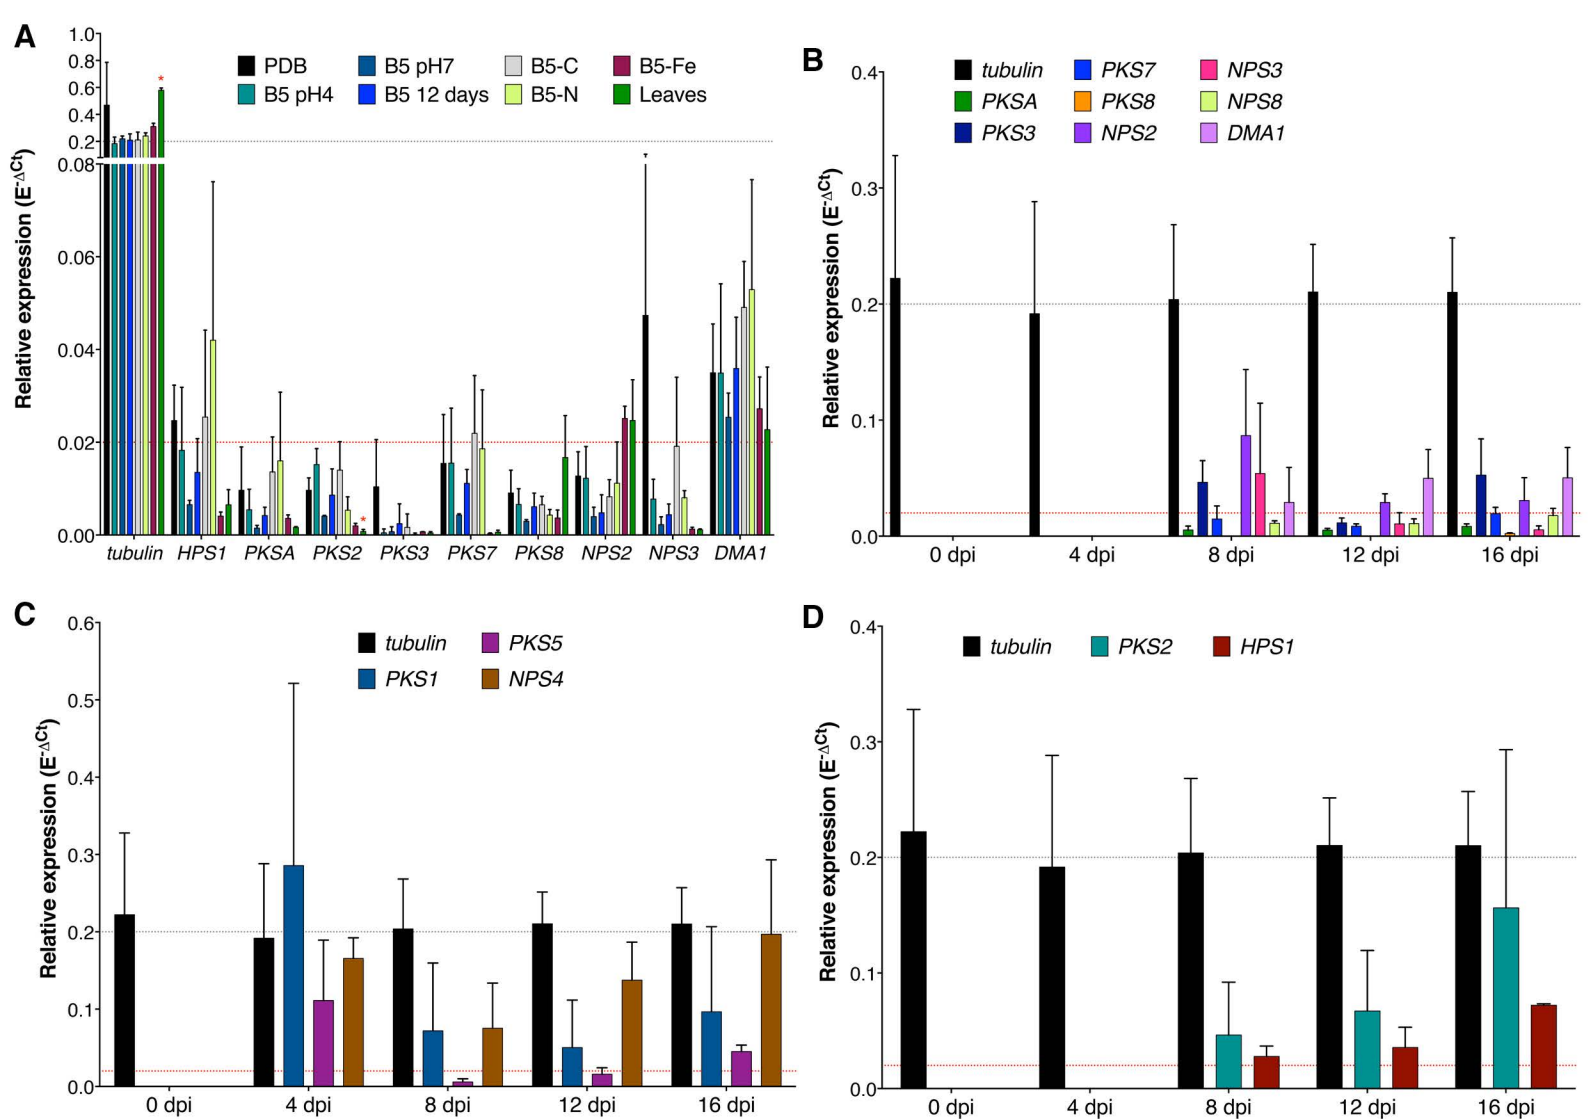 A
PDB
B5 pH7
B5-C
B5-Fe
B5 pH4
B5 12 days
B5-N
Leaves
*
*
Relative expression (E-ΔCt)
1.0
0.8
0.6
0.4
0.2
0.08
0.06
0.04
0.02
0.00
tubulin HPS1 PKSA PKS2 PKS3 PKS7 PKS8 NPS2 NPS3 DMA1
B
tubulin
PKS7
NPS3
PKSA
PKS8
NPS8
PKS3
NPS2
DMA1
Relative expression (E-ΔCt)
0.4
0.3
0.2
0.1
0.0
0 dpi 4 dpi 8 dpi 12 dpi 16 dpi
C
tubulin
PKS5
PKS1
NPS4
Relative expression (E-ΔCt)
0.6
0.5
0.4
0.3
0.2
0.1
0.0
0 dpi 4 dpi 8 dpi 12 dpi 16 dpi
D
tubulin
PKS2
HPS1
Relative expression (E-ΔCt)
0.4
0.3
0.2
0.1
0.0
0 dpi 4 dpi 8 dpi 12 dpi 16 dpi